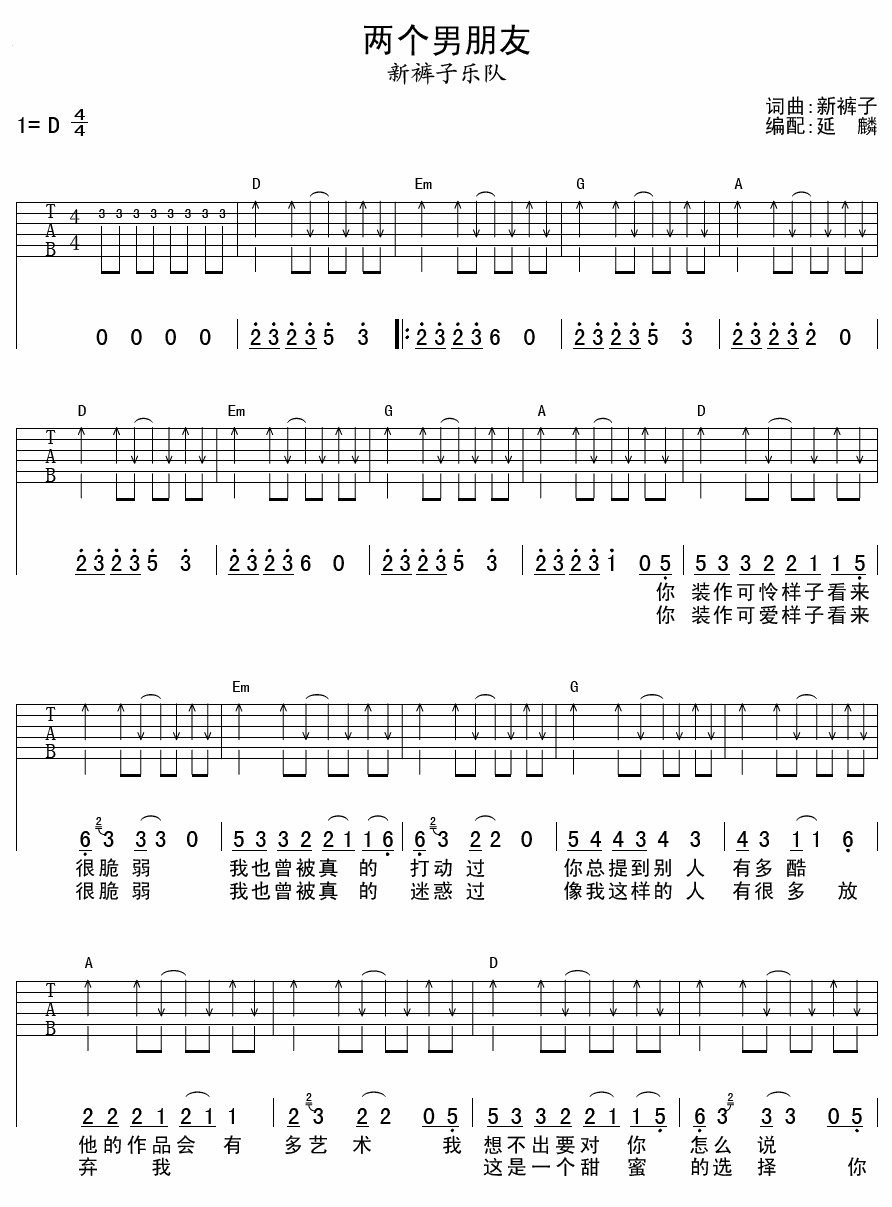 两个男朋友
新裤子乐队
词曲:新裤子
1= D 4/4 编配:延 麟
D Em G A
T A B 4 4 3 3 3 3 3 3 3 3
0 0 0 0 2 3 2 3 5 3 2 3 2 3 6 0 2 3 2 3 5 3 2 3 2 3 2 0
D Em G A D
T A B
2 3 2 3 5 3 2 3 2 3 6 0 2 3 2 3 5 3 2 3 2 3 1 0 5 5 3 3 2 2 1 1 5
你 装作可怜样子看来
你 装作可爱样子看来
Em G
T A B
6 2 3 3 3 0 5 3 3 2 2 1 1 6 6 2 3 2 2 0 5 4 4 3 4 3 4 3 1 1 6
很脆 弱 我也曾被真 的 打动 过 你总提到别 人 有多 酷
很脆 弱 我也曾被真 的 迷惑 过 像我这样的 人 有很 多 放
A D
T A B
2 2 2 1 2 1 1 2 2 3 2 2 0 5 5 3 3 2 2 1 1 5 6 2 3 3 3 0 5
他的作品会 有 多艺 术 我 想不出要对 你 怎么 说
弃 我 这是一个甜 蜜 的选 择 你